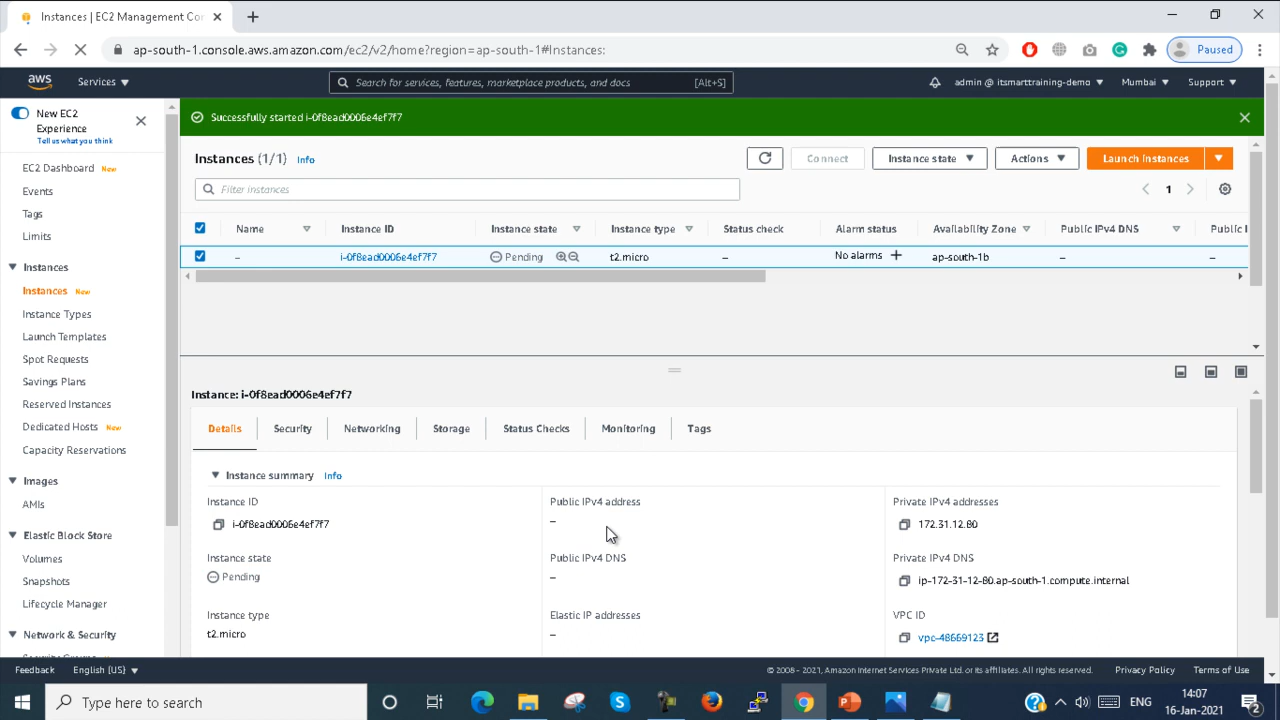 Instances | EC2 Management Con
ap-south-1.console.aws.amazon.com/ec2/v2/home?region=ap-south-1#Instances:
Paused
aws
Services
Search for services, features, marketplace products and docs
[Alt+S]
admin @ itsmarttraining-demo
Mumbai
Support
New EC2
Experience
Tell us what you think
EC2 Dashboard New
Events
Tags
Limits
Instances
Instances New
Instance Types
Launch Templates
Spot Requests
Savings Plans
Reserved Instances
Dedicated Hosts New
Capacity Reservations
Images
AMIs
Elastic Block Store
Volumes
Snapshots
Lifecycle Manager
Network & Security
Successfully started i-0f8ead0006e4ef7f7
Instances (1/1) Info
Connect
Instance state
Actions
Launch instances
Filter instances
1
Name Instance ID Instance state Instance type Status check Alarm status Availability Zone Public IPv4 DNS Public I
– i-0f8ead0006e4ef7f7 Pending t2.micro – No alarms + ap-south-1b – –
Instance: i-0f8ead0006e4ef7f7
Details Security Networking Storage Status Checks Monitoring Tags
Instance summary Info
Instance ID
i-0f8ead0006e4ef7f7
Public IPv4 address
–
Private IPv4 addresses
172.31.12.80
Instance state
Pending
Public IPv4 DNS
–
Private IPv4 DNS
ip-172-31-12-80.ap-south-1.compute.internal
Instance type
t2.micro
Elastic IP addresses
–
VPC ID
vpc-48669123
Feedback
English (US)
© 2008 - 2021, Amazon Internet Services Private Ltd. or its affiliates. All rights reserved.
Privacy Policy
Terms of Use
Type here to search
ENG
14:07
16-Jan-2021
2